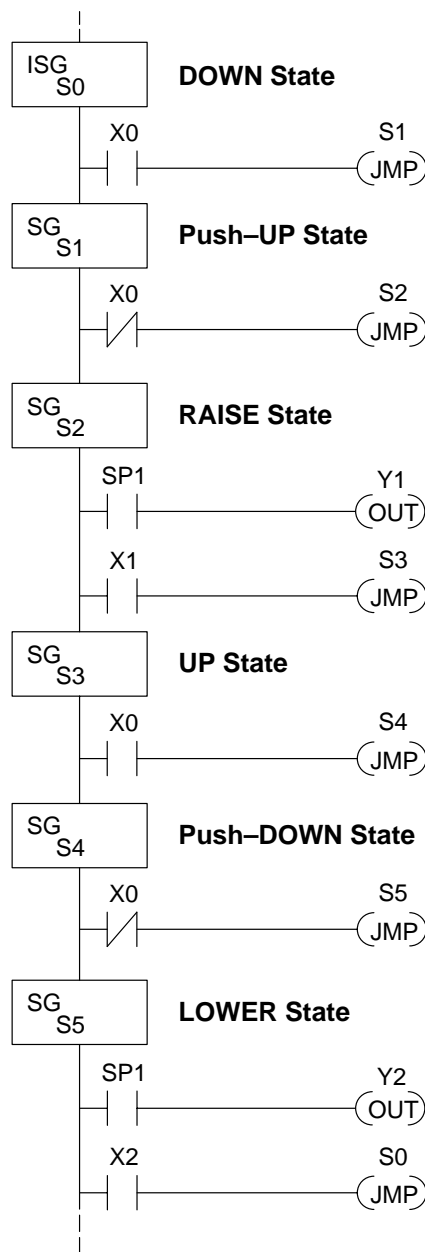 ISG
S0
DOWN State
X0
S1
JMP
SG
S1
Push–UP State
X0
S2
JMP
SG
S2
RAISE State
SP1
Y1
OUT
X1
S3
JMP
SG
S3
UP State
X0
S4
JMP
SG
S4
Push–DOWN State
X0
S5
JMP
SG
S5
LOWER State
SP1
Y2
OUT
X2
S0
JMP